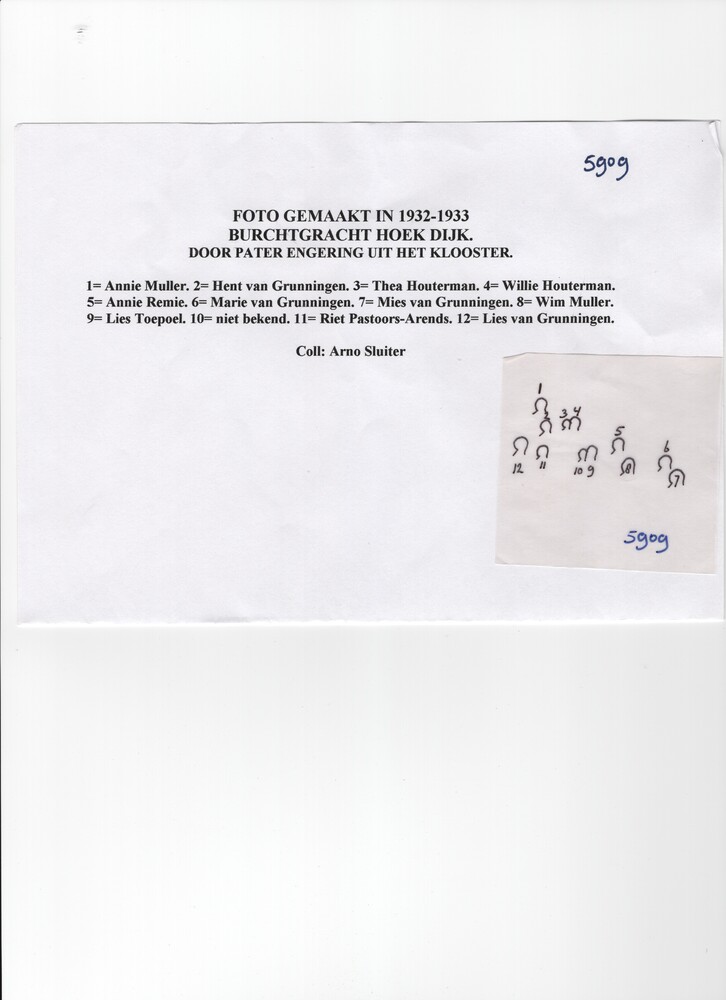 5909
FOTO GEMAAKT IN 1932-1933
BURCHTGRACHT HOEK DIJK.
DOOR PATER ENGERING UIT HET KLOOSTER.
1= Annie Muller. 2= Hent van Grunningen. 3= Thea Houterman. 4= Willie Houterman.
5= Annie Remie. 6= Marie van Grunningen. 7= Mies van Grunningen. 8= Wim Muller.
9= Lies Toepoel. 10= niet bekend. 11= Riet Pastoors-Arends. 12= Lies van Grunningen.
Coll: Arno Sluiter
1
2 3 4
5
6
12 11 10 9 8 7
5909